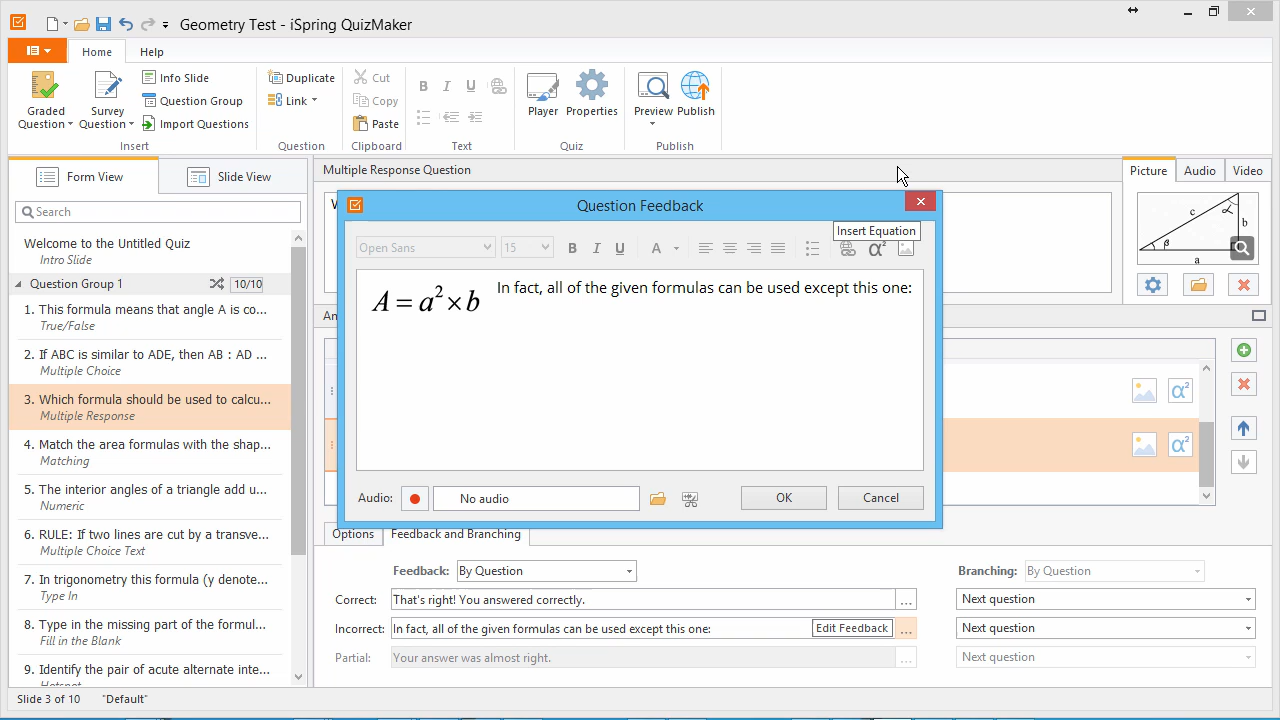 Geometry Test - iSpring QuizMaker
Home
Help
Graded Question
Survey Question
Info Slide
Question Group
Import Questions
Insert
Duplicate
Link
Question
Cut
Copy
Paste
Clipboard
B I U
Text
Player
Properties
Quiz
Preview
Publish
Publish
Form View
Slide View
Search
Welcome to the Untitled Quiz
Intro Slide
Question Group 1
10/10
1. This formula means that angle A is co...
True/False
2. If ABC is similar to ADE, then AB : AD ...
Multiple Choice
3. Which formula should be used to calcu...
Multiple Response
4. Match the area formulas with the shap...
Matching
5. The interior angles of a triangle add u...
Numeric
6. RULE: If two lines are cut by a transve...
Multiple Choice Text
7. In trigonometry this formula (y denote...
Type In
8. Type in the missing part of the formul...
Fill in the Blank
9. Identify the pair of acute alternate inte...
Slide 3 of 10
"Default"
Multiple Response Question
Picture
Audio
Video
c
α
b
β
a
α²
α²
Question Feedback
Insert Equation
Open Sans
15
B I U A
α²
A = a² × b
In fact, all of the given formulas can be used except this one:
Audio:
No audio
OK
Cancel
Options
Feedback and Branching
Feedback:
By Question
Branching:
By Question
Correct:
That's right! You answered correctly.
...
Next question
Incorrect:
In fact, all of the given formulas can be used except this one:
Edit Feedback
...
Next question
Partial:
Your answer was almost right.
...
Next question